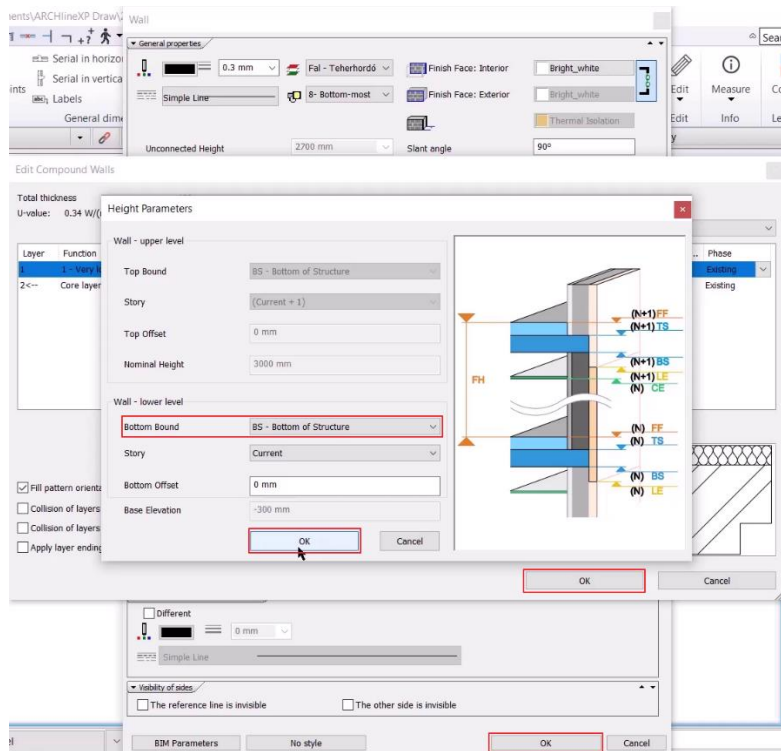 ents\ARCHlineXP Draw\
Wall
Sear
Serial in horizo
Serial in vertica
ints
Labels
General dime
General properties
0.3 mm
Fal - Teherhordó
Finish Face: Interior
Bright_white
Simple Line
8- Bottom-most
Finish Face: Exterior
Bright_white
Thermal Isolation
Unconnected Height
2700 mm
Slant angle
90°
Edit
Measure
Co
Edit
Info
Le
y
Edit Compound Walls
Total thickness
U-value: 0.34 W/(
Layer Function
1 1 - Very l
2<-- Core layer
.. Phase
Existing
Existing
Fill pattern orienta
Collision of layers
Collision of layers
Apply layer ending
Height Parameters
Wall - upper level
Top Bound
BS - Bottom of Structure
Story
(Current + 1)
Top Offset
0 mm
Nominal Height
3000 mm
Wall - lower level
Bottom Bound
BS - Bottom of Structure
Story
Current
Bottom Offset
0 mm
Base Elevation
-300 mm
OK
Cancel
FH
(N+1) FF
(N+1) TS
(N+1) BS
(N+1) LE
(N) CE
(N) FF
(N) TS
(N) BS
(N) LE
OK
Cancel
Different
0 mm
Simple Line
Visibility of sides
The reference line is invisible
The other side is invisible
el
BIM Parameters
No style
OK
Cancel